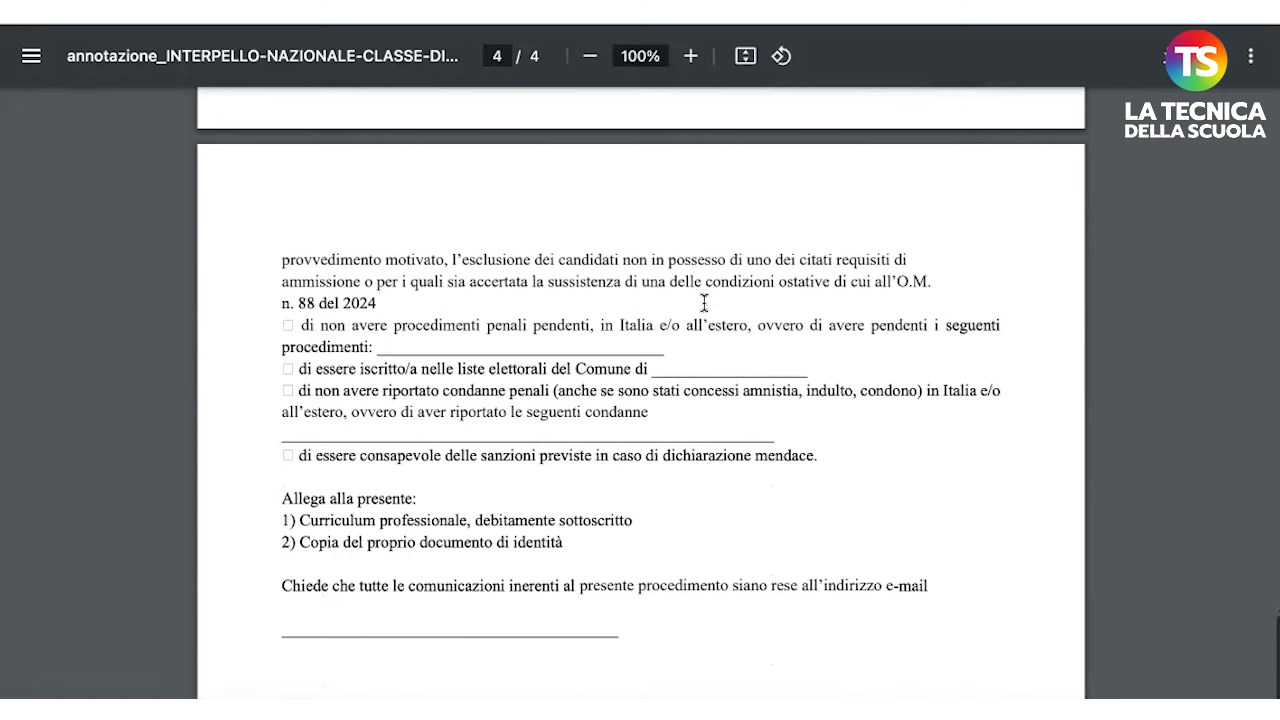 annotazione_INTERPELLO-NAZIONALE-CLASSE-DI...
4 / 4
100%
TS
LA TECNICA
DELLA SCUOLA
provvedimento motivato, l’esclusione dei candidati non in possesso di uno dei citati requisiti di
ammissione o per i quali sia accertata la sussistenza di una delle condizioni ostative di cui all’O.M.
n. 88 del 2024
□ di non avere procedimenti penali pendenti, in Italia e/o all’estero, ovvero di avere pendenti i seguenti
procedimenti: ___________________________________
□ di essere iscritto/a nelle liste elettorali del Comune di ___________________
□ di non avere riportato condanne penali (anche se sono stati concessi amnistia, indulto, condono) in Italia e/o
all’estero, ovvero di aver riportato le seguenti condanne
____________________________________________________________
□ di essere consapevole delle sanzioni previste in caso di dichiarazione mendace.
Allega alla presente:
1) Curriculum professionale, debitamente sottoscritto
2) Copia del proprio documento di identità
Chiede che tutte le comunicazioni inerenti al presente procedimento siano rese all’indirizzo e-mail
_________________________________________